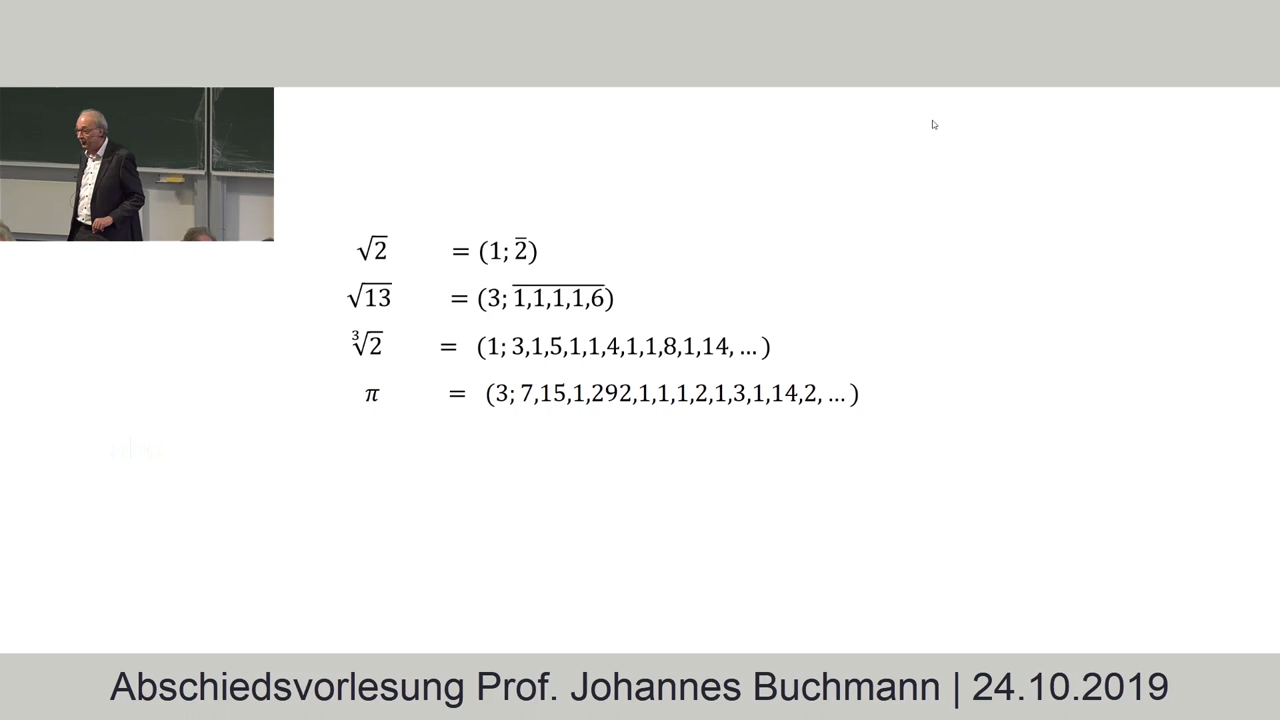 √2 = (1; 2̅)
√13 = (3; 1̅,̅1̅,̅1̅,̅1̅,̅6̅)
∛2 = (1; 3,1,5,1,1,4,1,1,8,1,14, …)
π = (3; 7,15,1,292,1,1,1,2,1,3,1,14,2, …)
Abschiedsvorlesung Prof. Johannes Buchmann | 24.10.2019